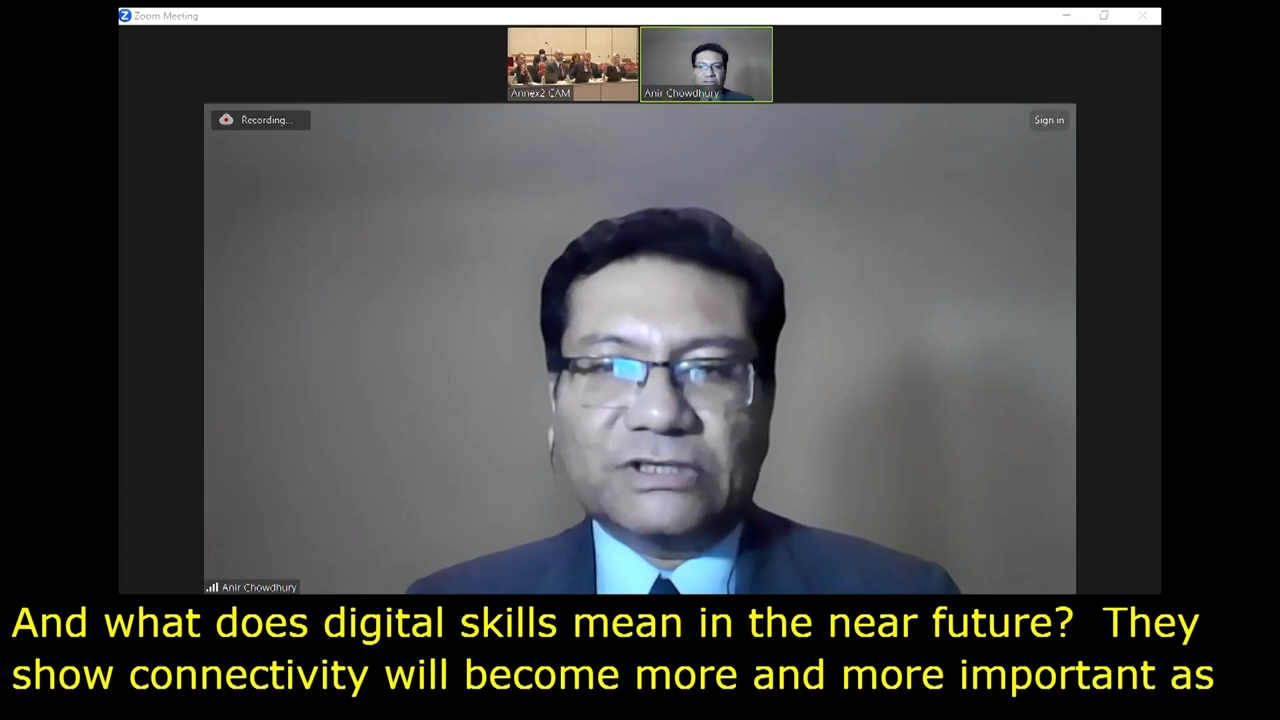 Zoom Meeting
Annex2 CAM
Anir Chowdhury
Recording...
Sign in
Anir Chowdhury
And what does digital skills mean in the near future?  They
show connectivity will become more and more important as